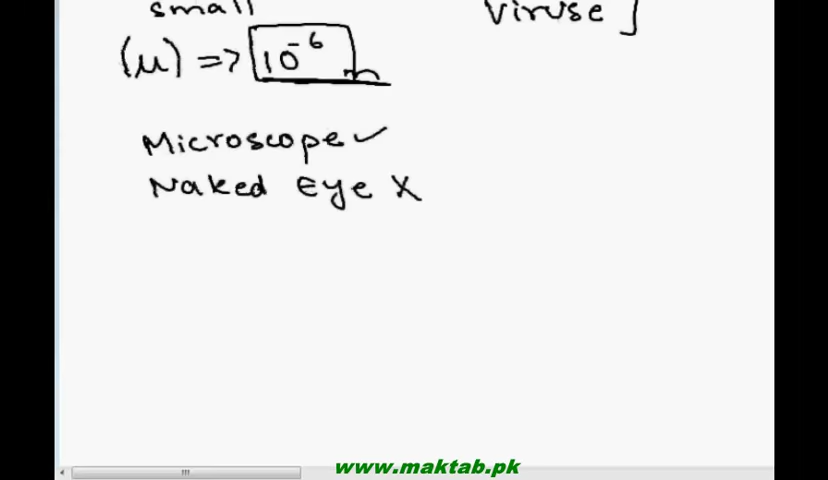 small
Viruse ]
(μ) => 10⁻⁶ m
Microscope ✓
Naked Eye X
www.maktab.pk